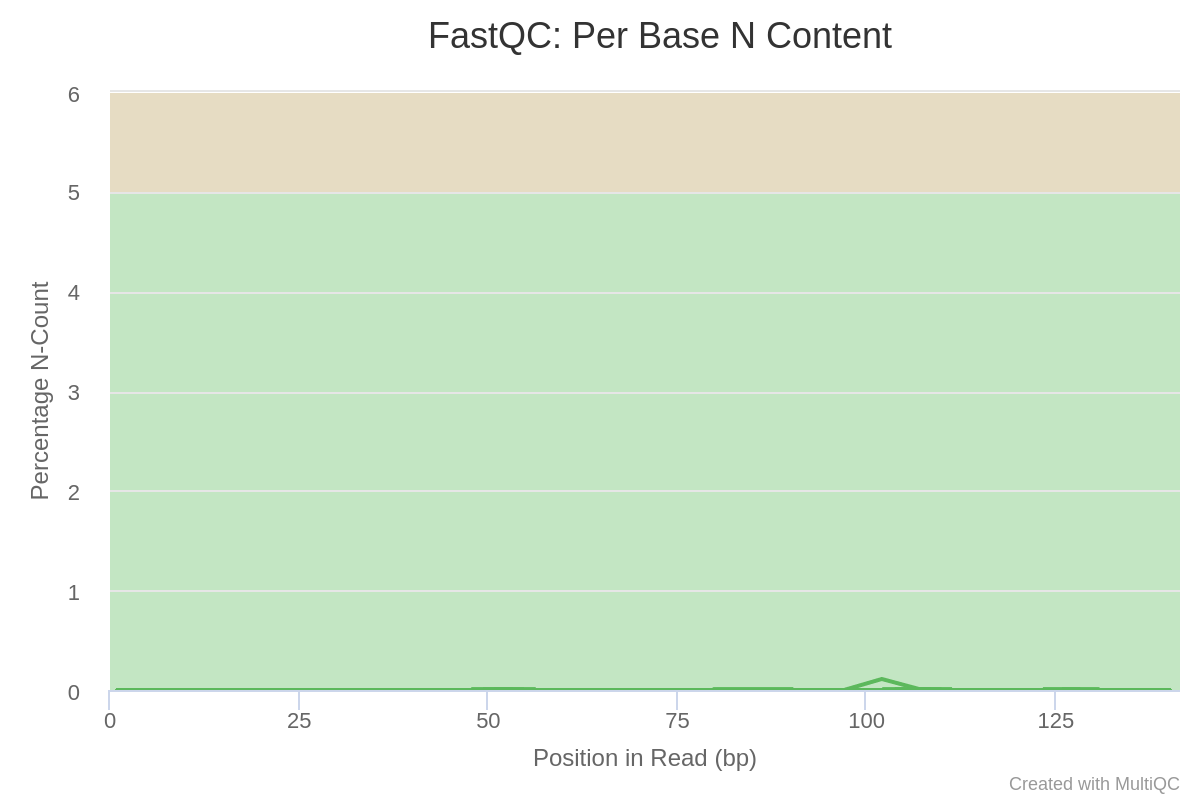 FastQC: Per Base N Content
6
5
4
3
2
1
0
Percentage N-Count
0 25 50 75 100 125
Position in Read (bp)
Created with MultiQC